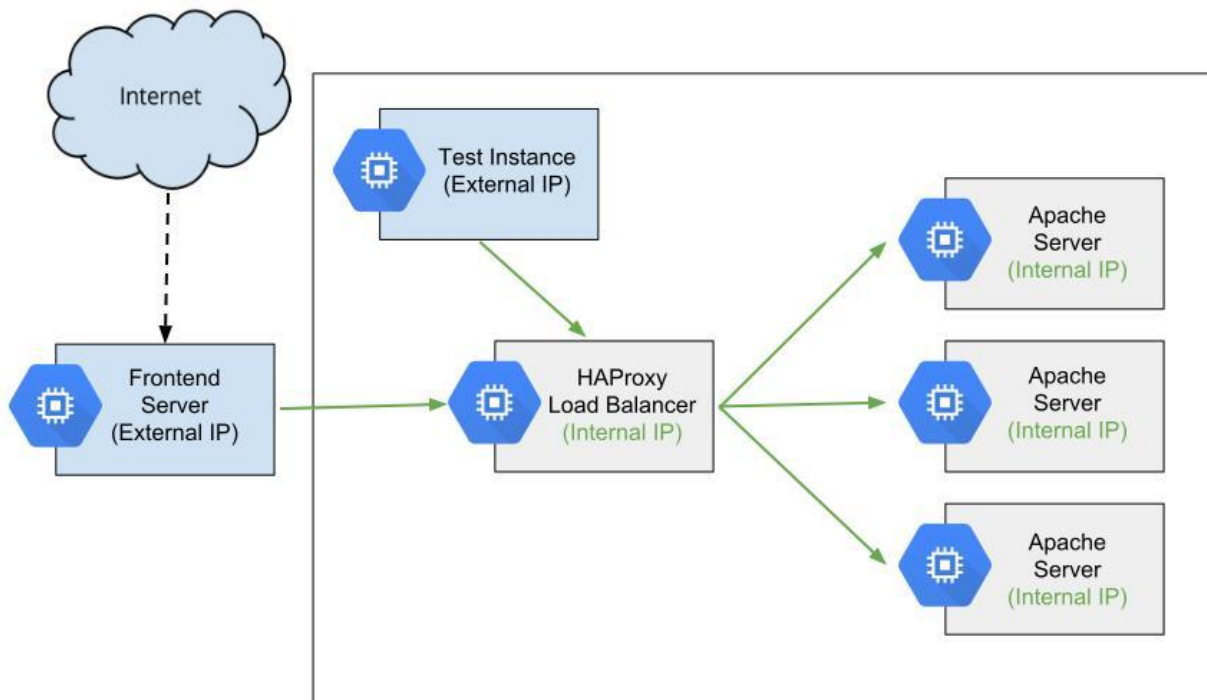 Internet
Test Instance
(External IP)
Frontend
Server
(External IP)
HAProxy
Load Balancer
(Internal IP)
Apache
Server
(Internal IP)
Apache
Server
(Internal IP)
Apache
Server
(Internal IP)